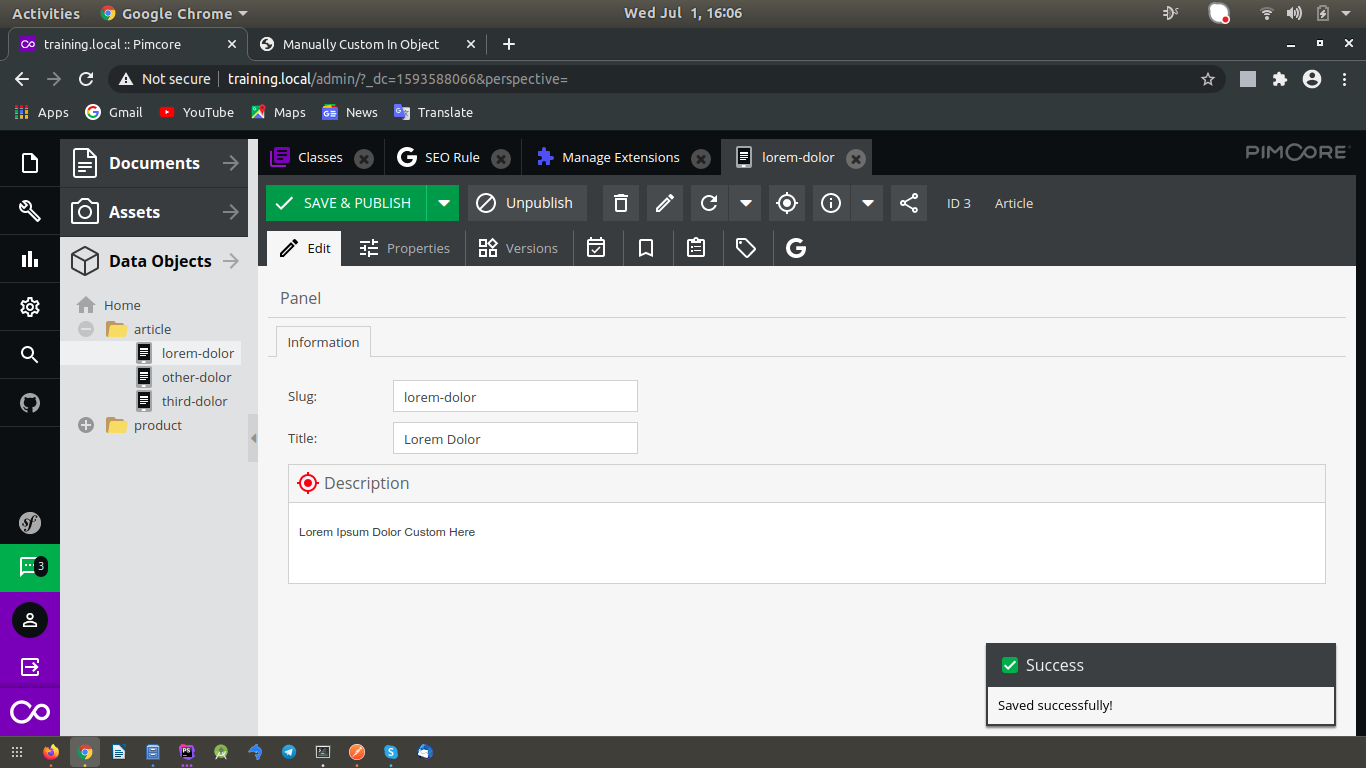 Activities Google Chrome Wed Jul 1, 16:06
training.local :: Pimcore Manually Custom In Object
Not secure training.local/admin/?_dc=1593588066&perspective=
Apps Gmail YouTube Maps News Translate
Documents
Assets
Data Objects
Home
article
lorem-dolor
other-dolor
third-dolor
product
sf
3
Classes SEO Rule Manage Extensions lorem-dolor PIMCORE
SAVE & PUBLISH Unpublish ID 3 Article
Edit Properties Versions
Panel
Information
Slug: lorem-dolor
Title: Lorem Dolor
Description
Lorem Ipsum Dolor Custom Here
Success
Saved successfully!